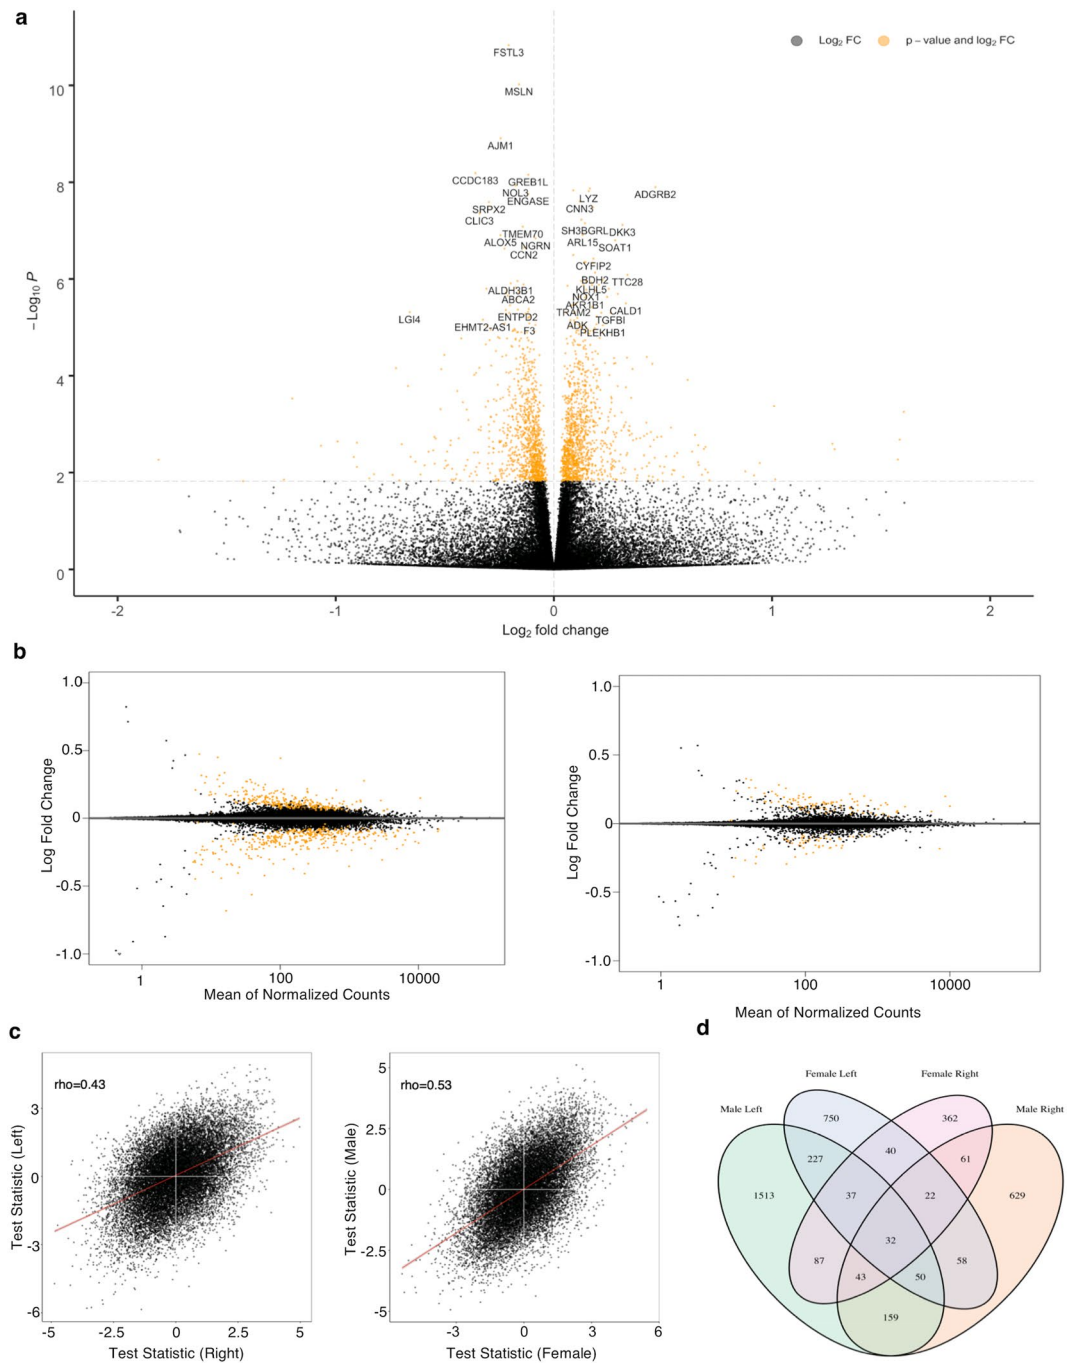 a
Log2 FC
p – value and log2 FC
FSTL3
MSLN
AJM1
CCDC183
GREB1L
NOL3
ENGASE
SRPX2
CLIC3
TMEM70
ALOX5
NGRN
CCN2
LYZ
ADGRB2
CNN3
SH3BGRL
DKK3
ARL15
SOAT1
CYFIP2
BDH2
TTC28
KLHL5
NOX1
AKR1B1
TRAM2
CALD1
TGFBI
ADK
PLEKHB1
ALDH3B1
ABCA2
ENTPD2
LGI4
EHMT2-AS1
F3
10
8
6
4
2
0
– Log10 P
-2
-1
0
1
2
Log2 fold change
b
1.0
0.5
0
-0.5
-1.0
Log Fold Change
1
100
10000
Mean of Normalized Counts
1.0
0.5
0
-0.5
-1.0
Log Fold Change
1
100
10000
Mean of Normalized Counts
c
rho=0.43
3
0
-3
-6
Test Statistic (Left)
-5
-2.5
0
2.5
5
Test Statistic (Right)
rho=0.53
5
2.5
0
-2.5
-5
Test Statistic (Male)
-3
0
3
6
Test Statistic (Female)
d
Female Left
Female Right
Male Left
Male Right
750
362
227
40
61
1513
37
22
629
32
87
43
50
58
159